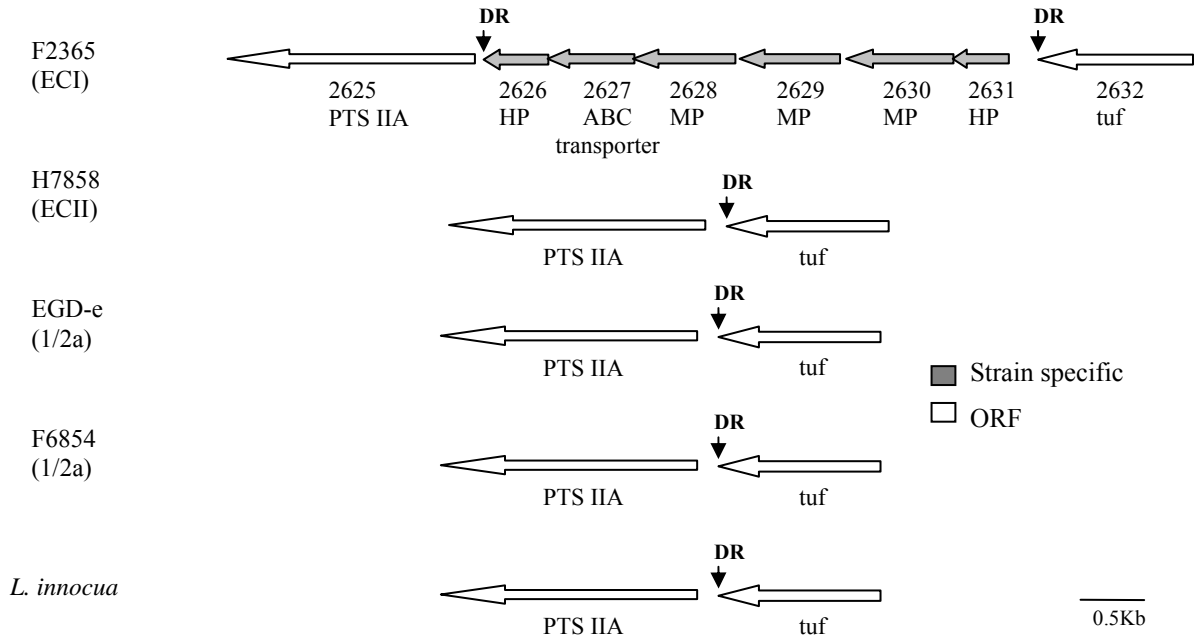 DR DR
F2365
(ECI)
2625 2626 2627 2628 2629 2630 2631 2632
PTS IIA HP ABC MP MP MP HP tuf
transporter
H7858
(ECII)
DR
PTS IIA tuf
EGD-e
(1/2a)
DR
PTS IIA tuf
Strain specific
ORF
F6854
(1/2a)
DR
PTS IIA tuf
DR
L. innocua
PTS IIA tuf
0.5Kb